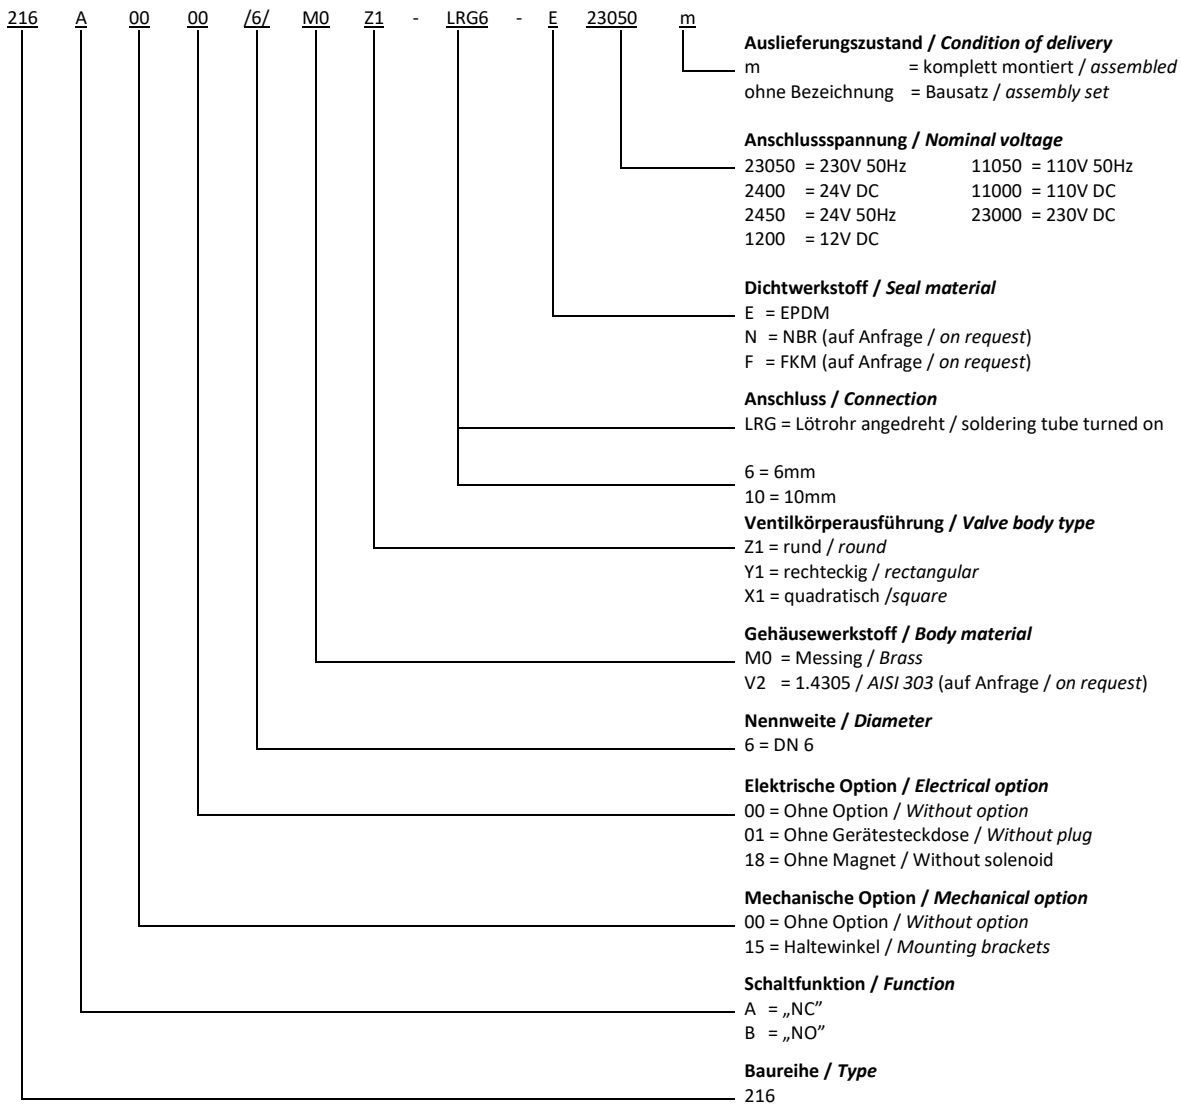 216 A 00 00 /6/ M0 Z1 - LRG6 - E 23050 m
Auslieferungszustand / Condition of delivery
m = komplett montiert / assembled
ohne Bezeichnung = Bausatz / assembly set
Anschlussspannung / Nominal voltage
23050 = 230V 50Hz 11050 = 110V 50Hz
2400 = 24V DC 11000 = 110V DC
2450 = 24V 50Hz 23000 = 230V DC
1200 = 12V DC
Dichtwerkstoff / Seal material
E = EPDM
N = NBR (auf Anfrage / on request)
F = FKM (auf Anfrage / on request)
Anschluss / Connection
LRG = Lötrohr angedreht / soldering tube turned on
6 = 6mm
10 = 10mm
Ventilkörperausführung / Valve body type
Z1 = rund / round
Y1 = rechteckig / rectangular
X1 = quadratisch /square
Gehäusewerkstoff / Body material
M0 = Messing / Brass
V2 = 1.4305 / AISI 303 (auf Anfrage / on request)
Nennweite / Diameter
6 = DN 6
Elektrische Option / Electrical option
00 = Ohne Option / Without option
01 = Ohne Gerätesteckdose / Without plug
18 = Ohne Magnet / Without solenoid
Mechanische Option / Mechanical option
00 = Ohne Option / Without option
15 = Haltewinkel / Mounting brackets
Schaltfunktion / Function
A = „NC”
B = „NO”
Baureihe / Type
216